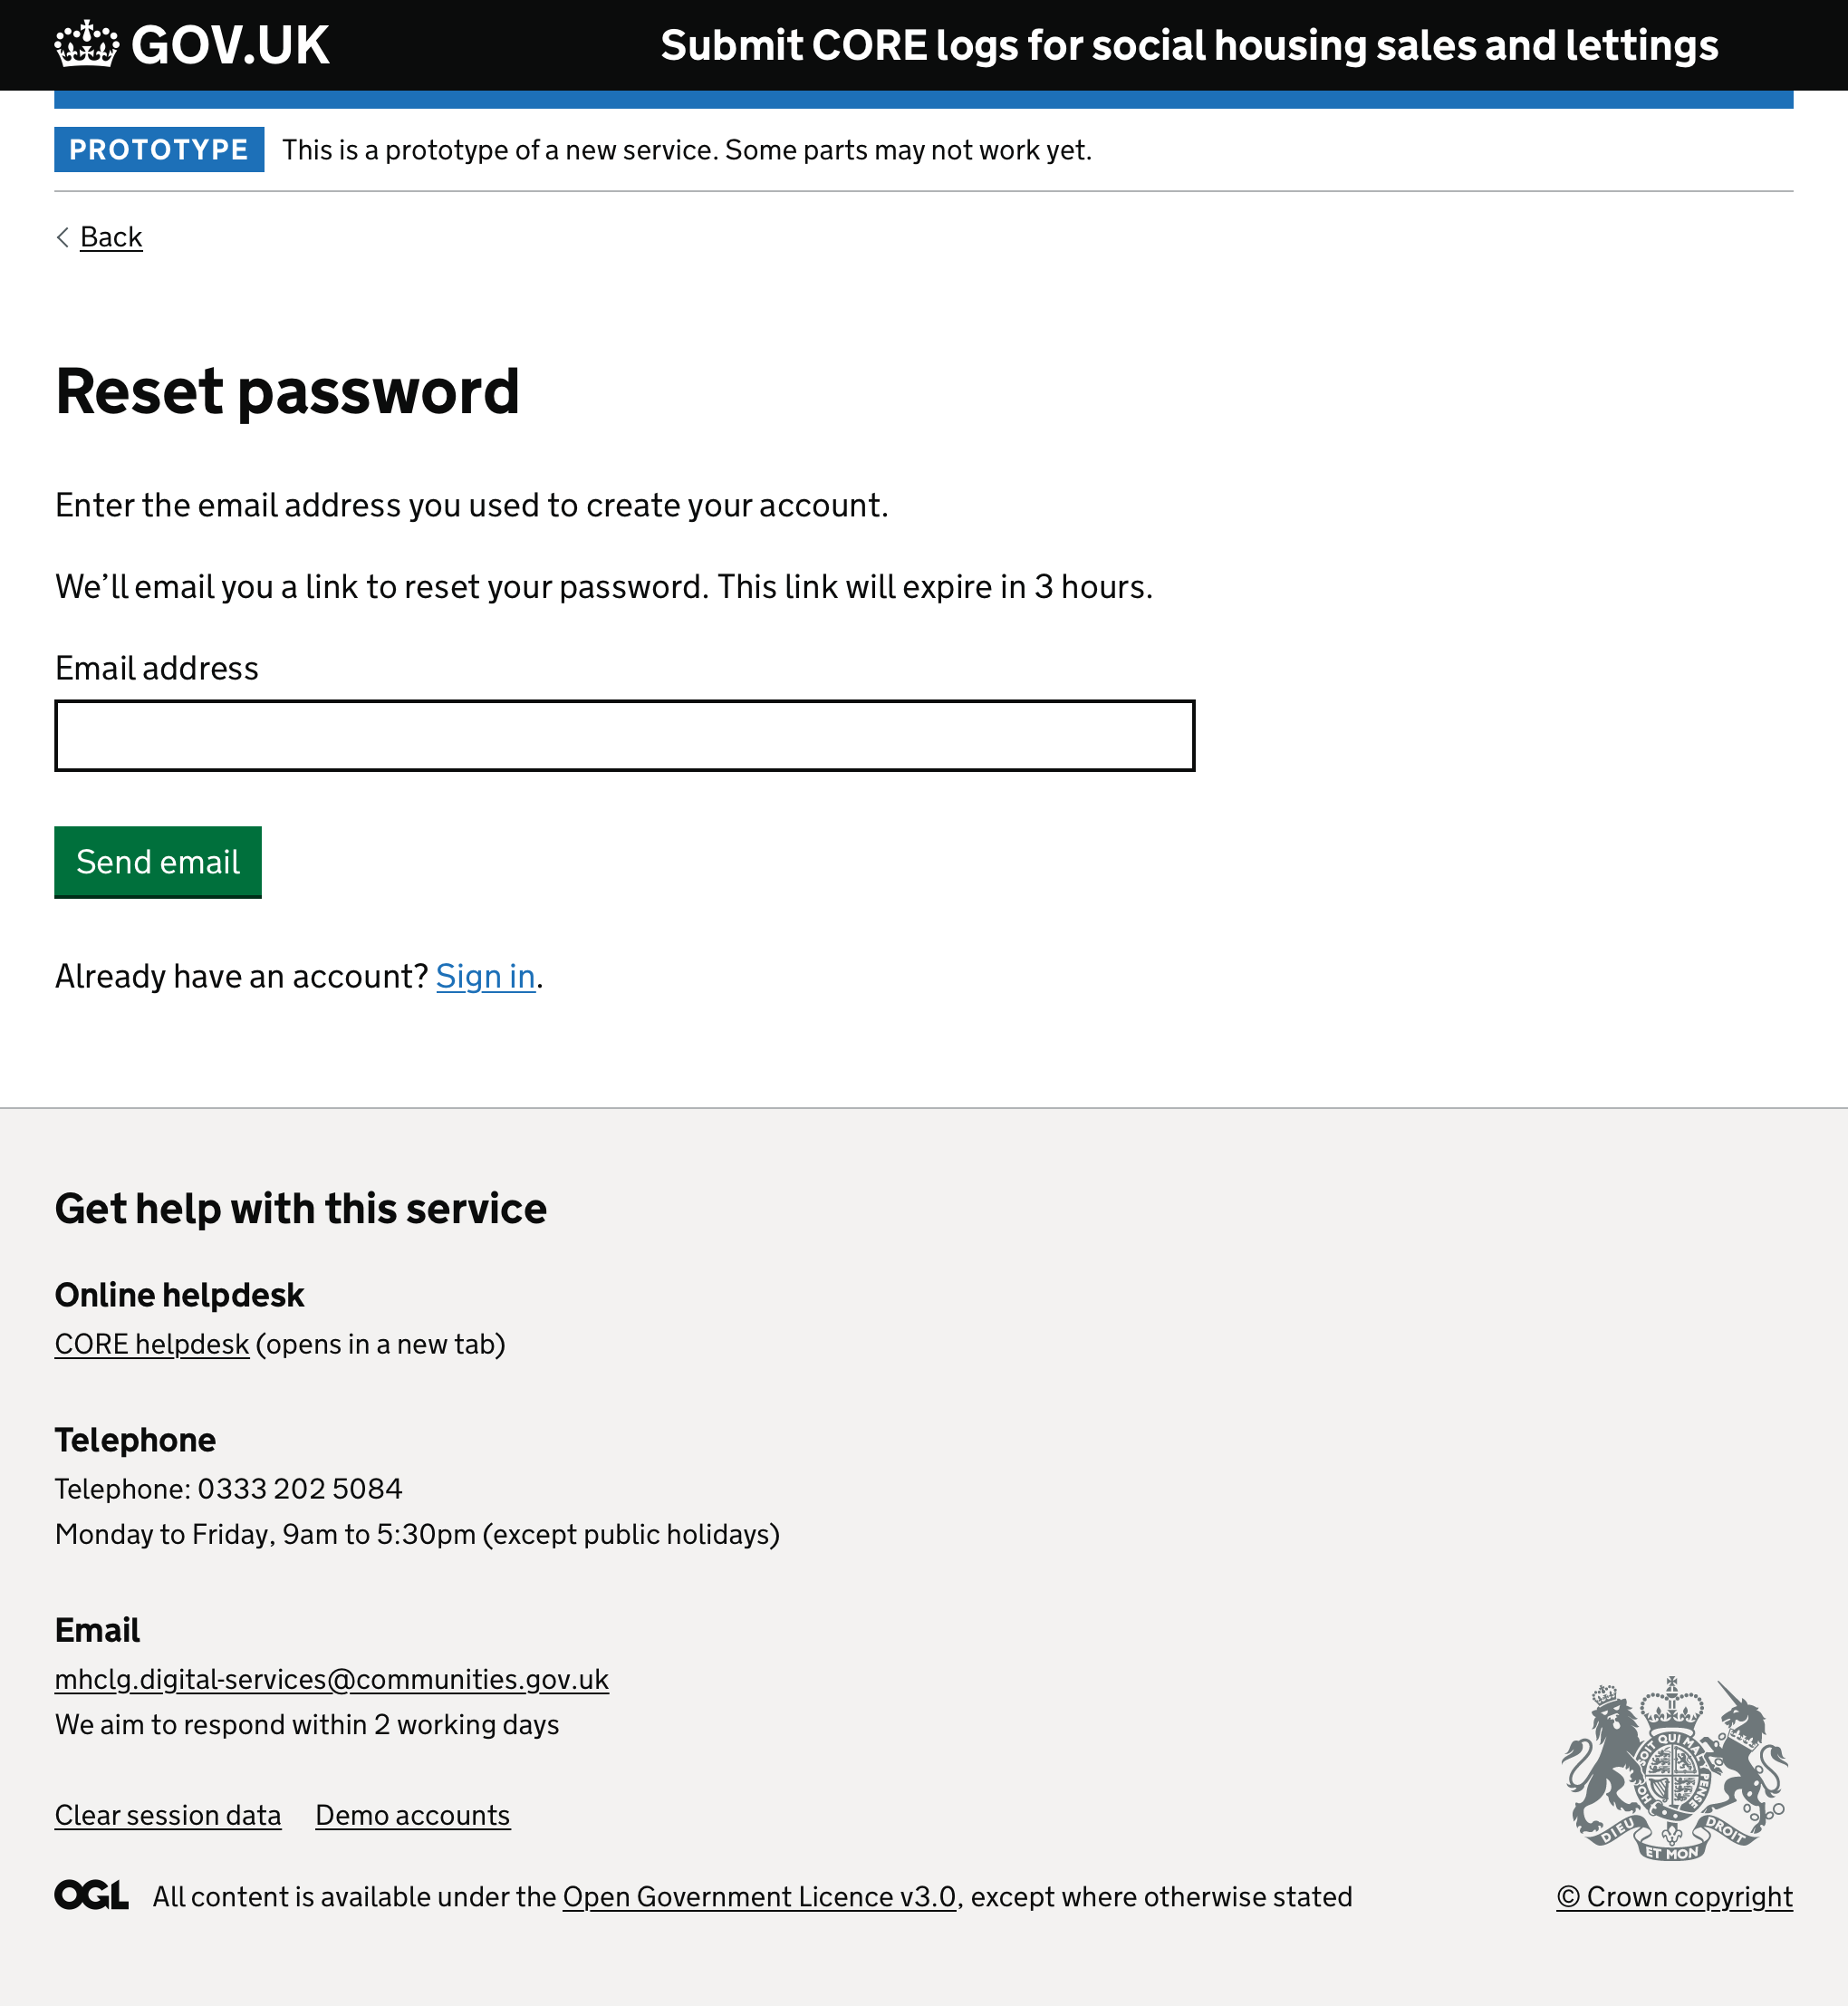 GOV.UK
Submit CORE logs for social housing sales and lettings
PROTOTYPE This is a prototype of a new service. Some parts may not work yet.
Back
Reset password
Enter the email address you used to create your account.
We’ll email you a link to reset your password. This link will expire in 3 hours.
Email address
Send email
Already have an account? Sign in.
Get help with this service
Online helpdesk
CORE helpdesk (opens in a new tab)
Telephone
Telephone: 0333 202 5084
Monday to Friday, 9am to 5:30pm (except public holidays)
Email
mhclg.digital-services@communities.gov.uk
We aim to respond within 2 working days
Clear session data Demo accounts
SOIT QUI MAL
PENSE
HON
DIEU ET MON DROIT
OGL All content is available under the Open Government Licence v3.0, except where otherwise stated
© Crown copyright